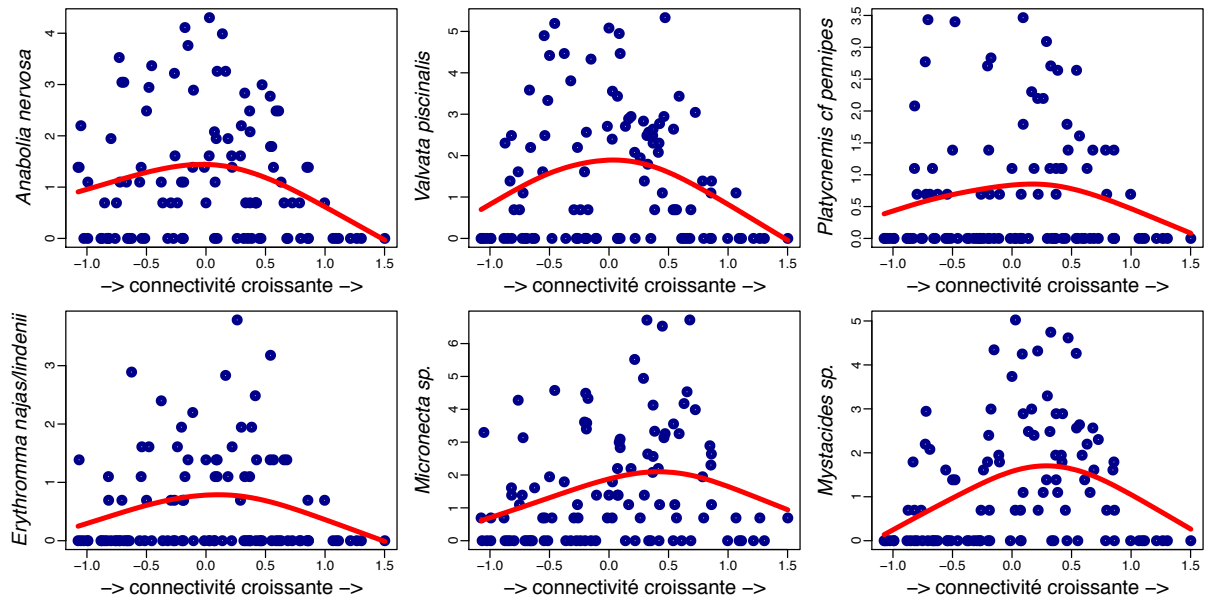 Anabolia nervosa
4
3
2
1
0
−1.0 −0.5 0.0 0.5 1.0 1.5
−> connectivité croissante −>
Valvata piscinalis
5
4
3
2
1
0
−1.0 −0.5 0.0 0.5 1.0 1.5
−> connectivité croissante −>
Platycnemis of pennipes
3.5
3.0
2.5
2.0
1.5
1.0
0.5
0.0
−1.0 −0.5 0.0 0.5 1.0 1.5
−> connectivité croissante −>
Erythromma najas/lindenii
3
2
1
0
−1.0 −0.5 0.0 0.5 1.0 1.5
−> connectivité croissante −>
Micronecta sp.
6
5
4
3
2
1
0
−1.0 −0.5 0.0 0.5 1.0 1.5
−> connectivité croissante −>
Mystacides sp.
5
4
3
2
1
0
−1.0 −0.5 0.0 0.5 1.0 1.5
−> connectivité croissante −>